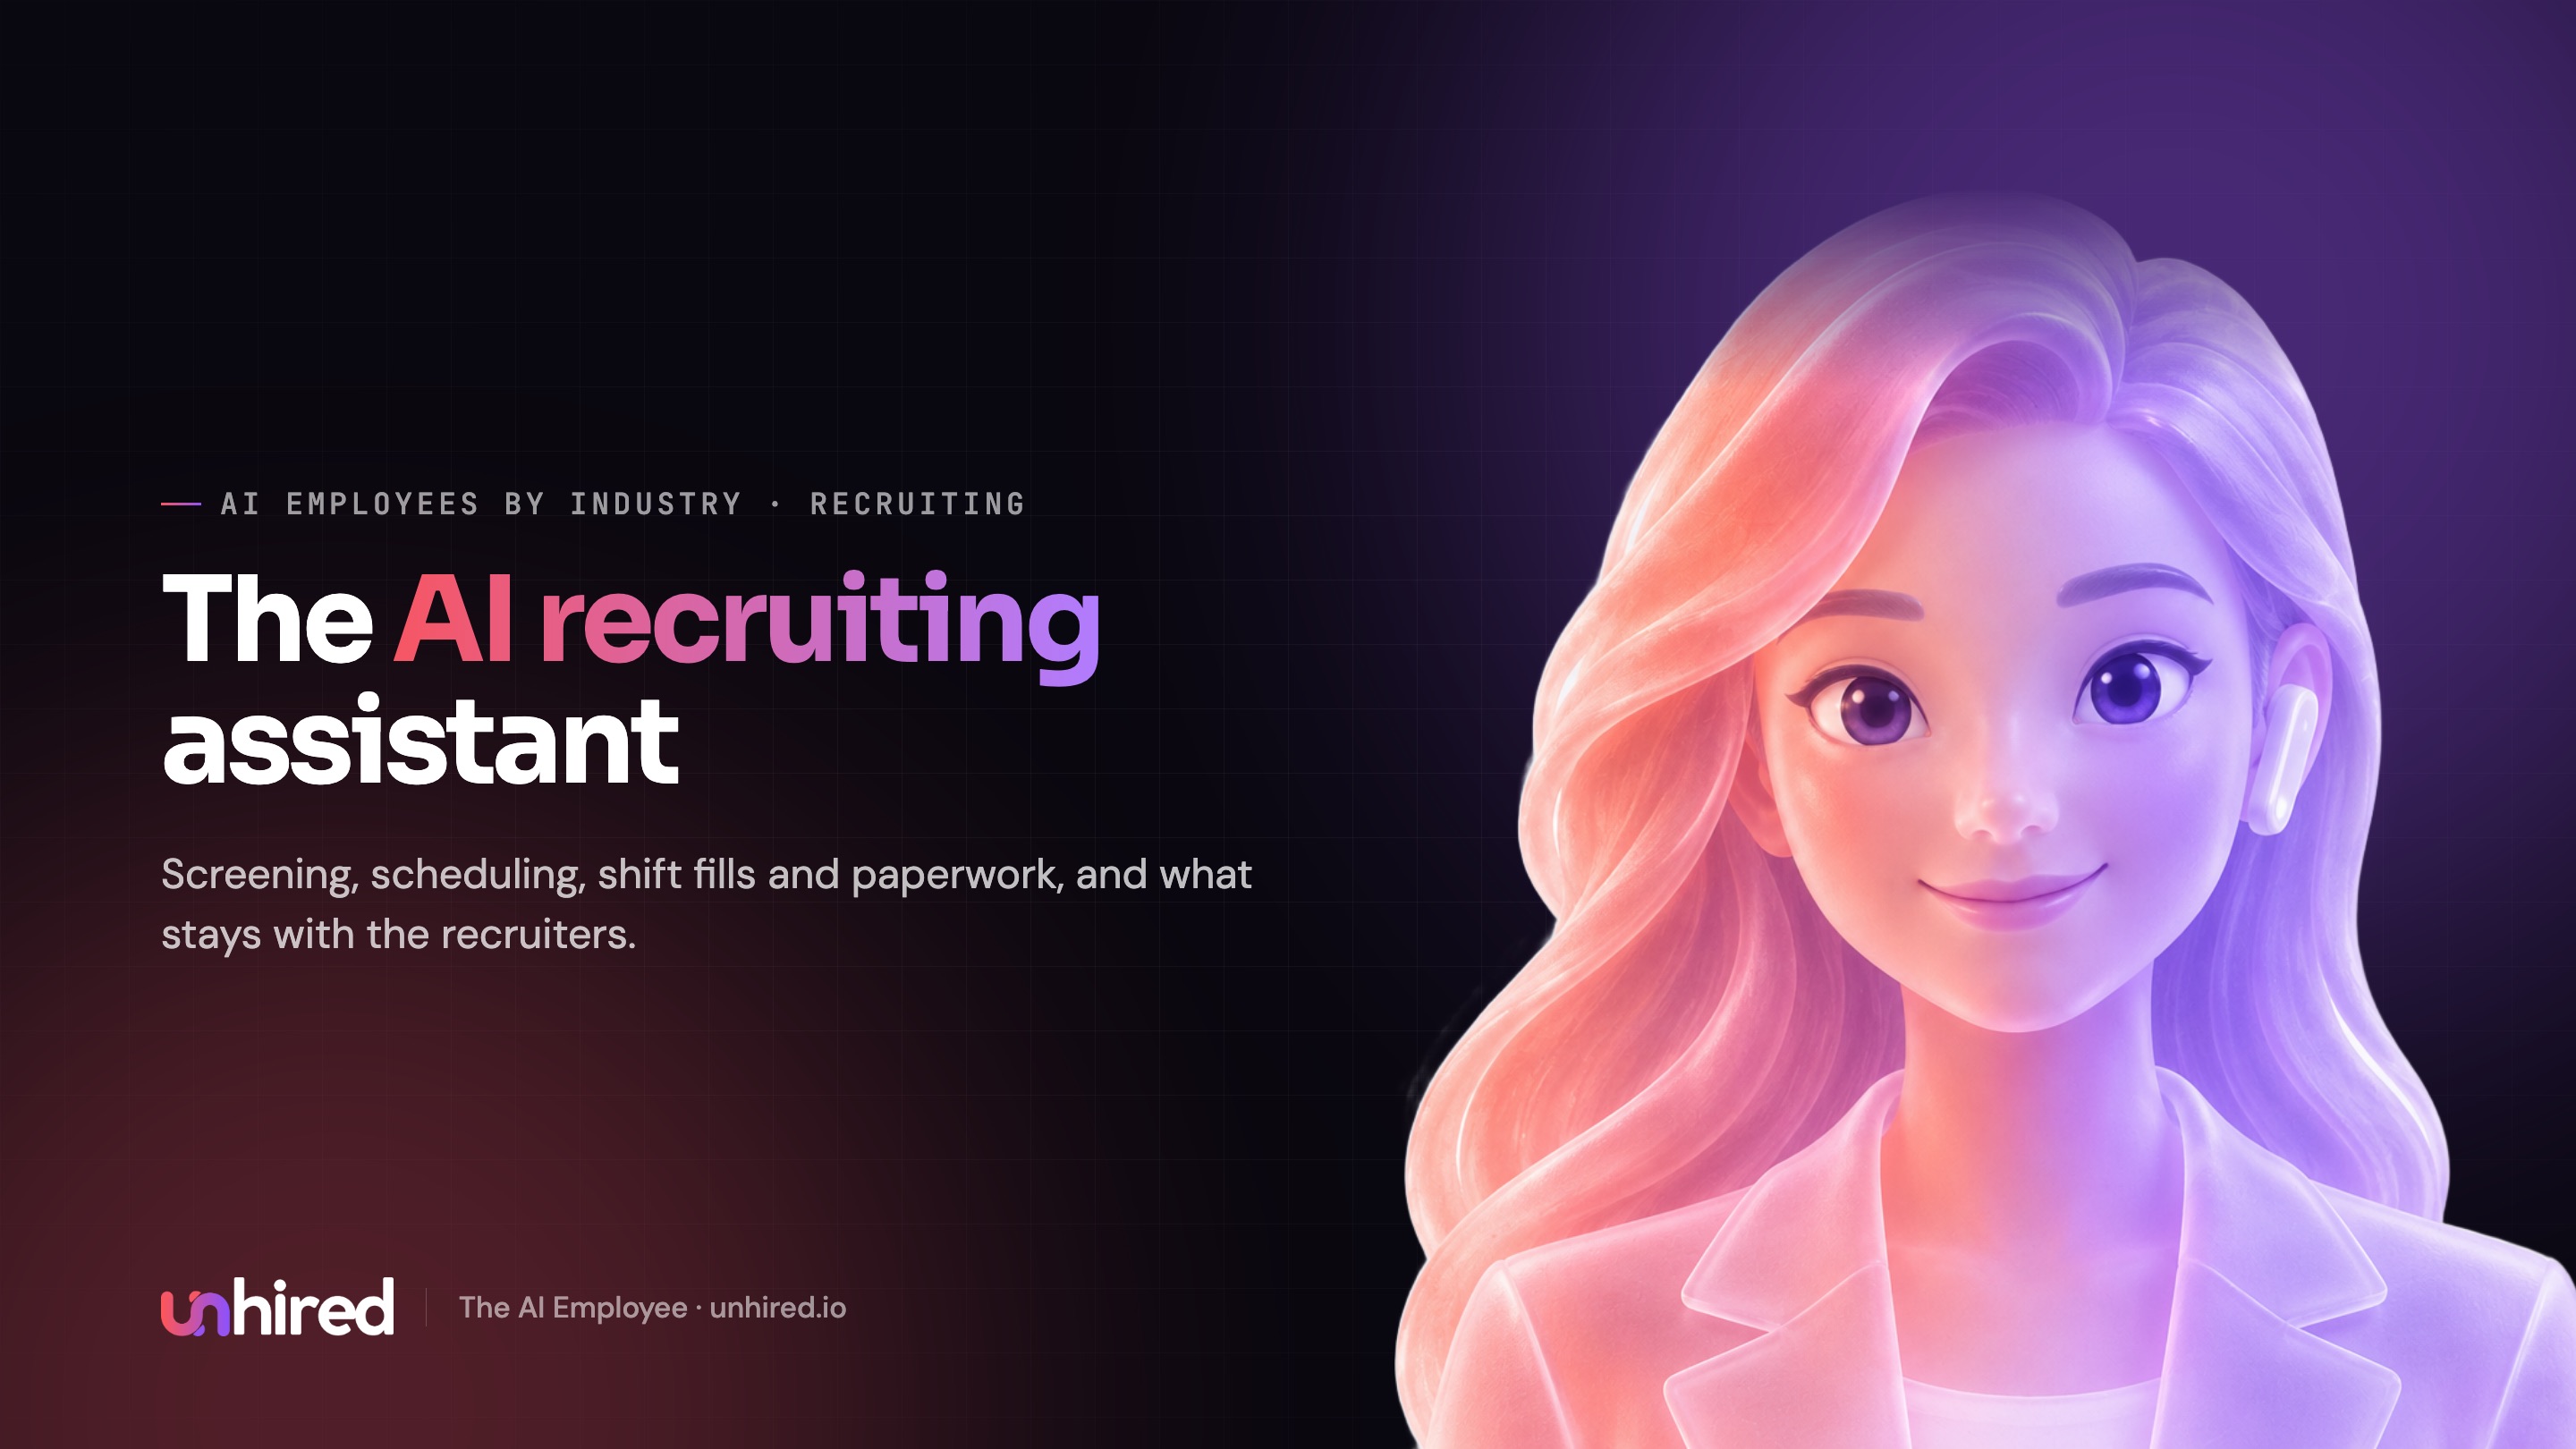 AI EMPLOYEES BY INDUSTRY · RECRUITING
The AI recruiting
assistant
Screening, scheduling, shift fills and paperwork, and what
stays with the recruiters.
unhired
The AI Employee · unhired.io